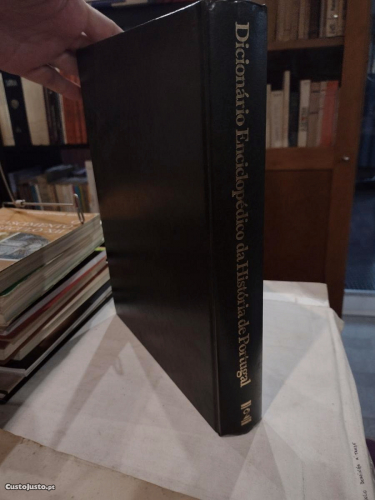 Dicionário Enciclopédico da História de Portugal
CustoJusto.pt